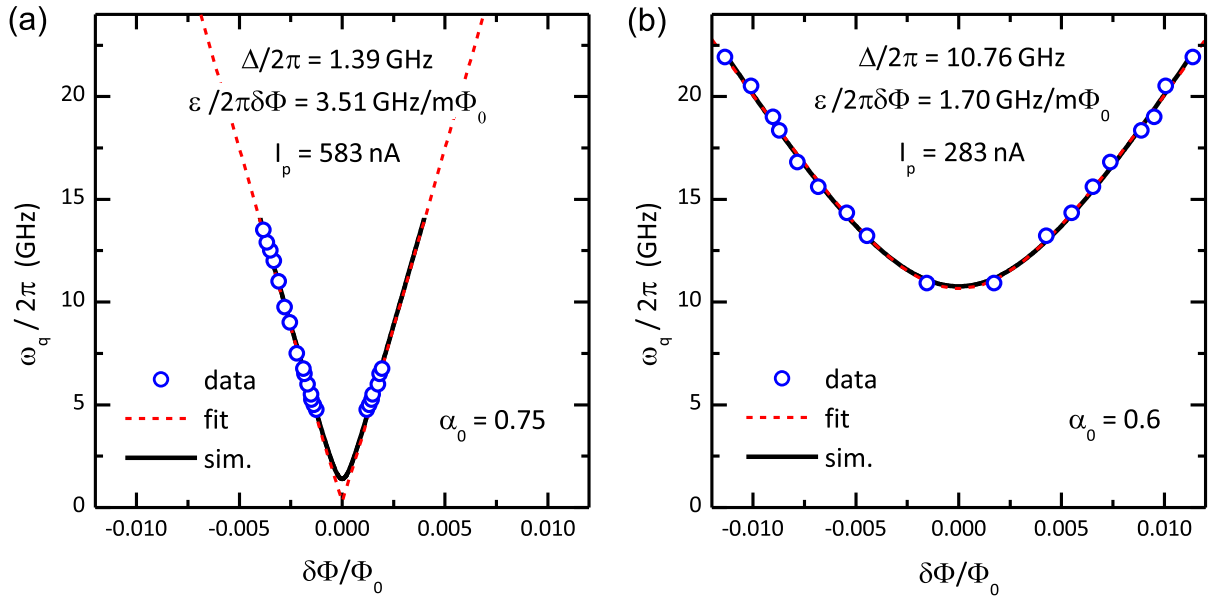 (a)
Δ/2π = 1.39 GHz
ε/2πδΦ = 3.51 GHz/mΦ₀
Iₚ = 583 nA
data
fit
sim.
α₀ = 0.75
ω_q / 2π (GHz)
20
15
10
5
0
-0.010 -0.005 0.000 0.005 0.010
δΦ/Φ₀
(b)
Δ/2π = 10.76 GHz
ε/2πδΦ = 1.70 GHz/mΦ₀
Iₚ = 283 nA
data
fit
sim.
α₀ = 0.6
ω_q / 2π (GHz)
20
15
10
5
0
-0.010 -0.005 0.000 0.005 0.010
δΦ/Φ₀